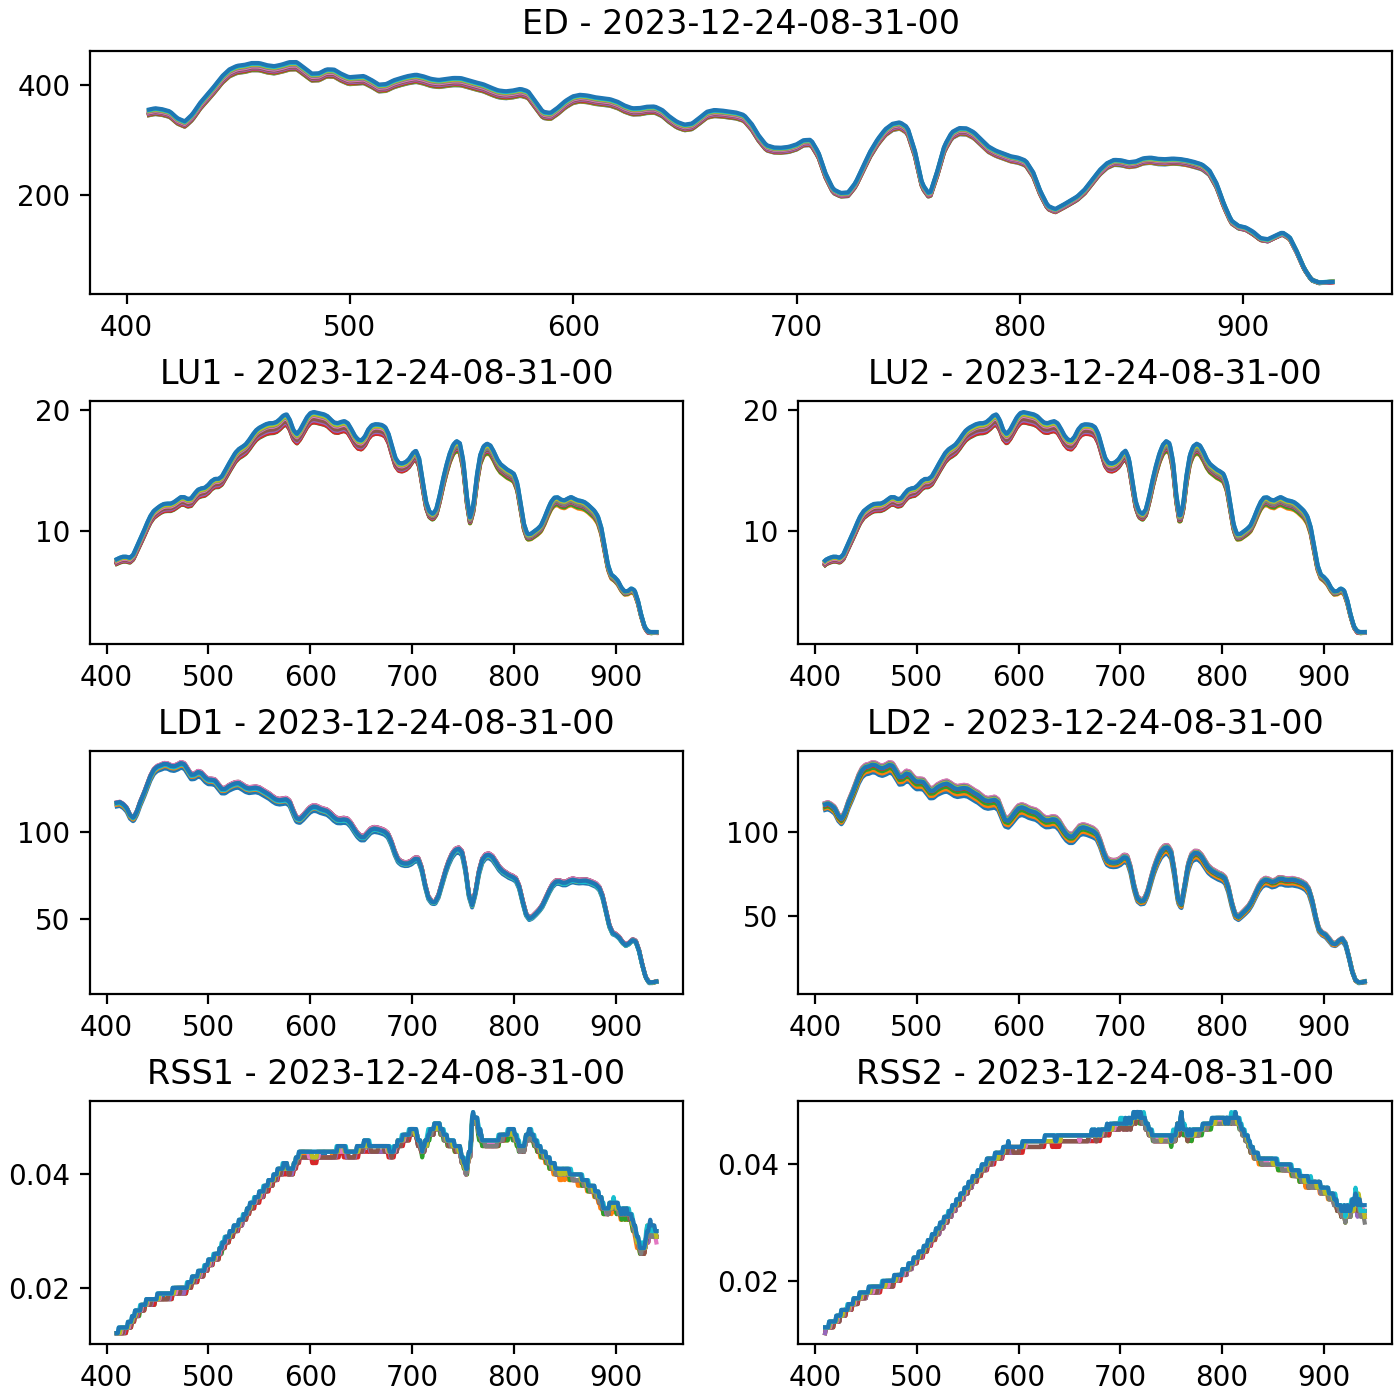 ED - 2023-12-24-08-31-00
400
200
400 500 600 700 800 900
LU1 - 2023-12-24-08-31-00
20
10
400 500 600 700 800 900
LU2 - 2023-12-24-08-31-00
20
10
400 500 600 700 800 900
LD1 - 2023-12-24-08-31-00
100
50
400 500 600 700 800 900
LD2 - 2023-12-24-08-31-00
100
50
400 500 600 700 800 900
RSS1 - 2023-12-24-08-31-00
0.04
0.02
400 500 600 700 800 900
RSS2 - 2023-12-24-08-31-00
0.04
0.02
400 500 600 700 800 900